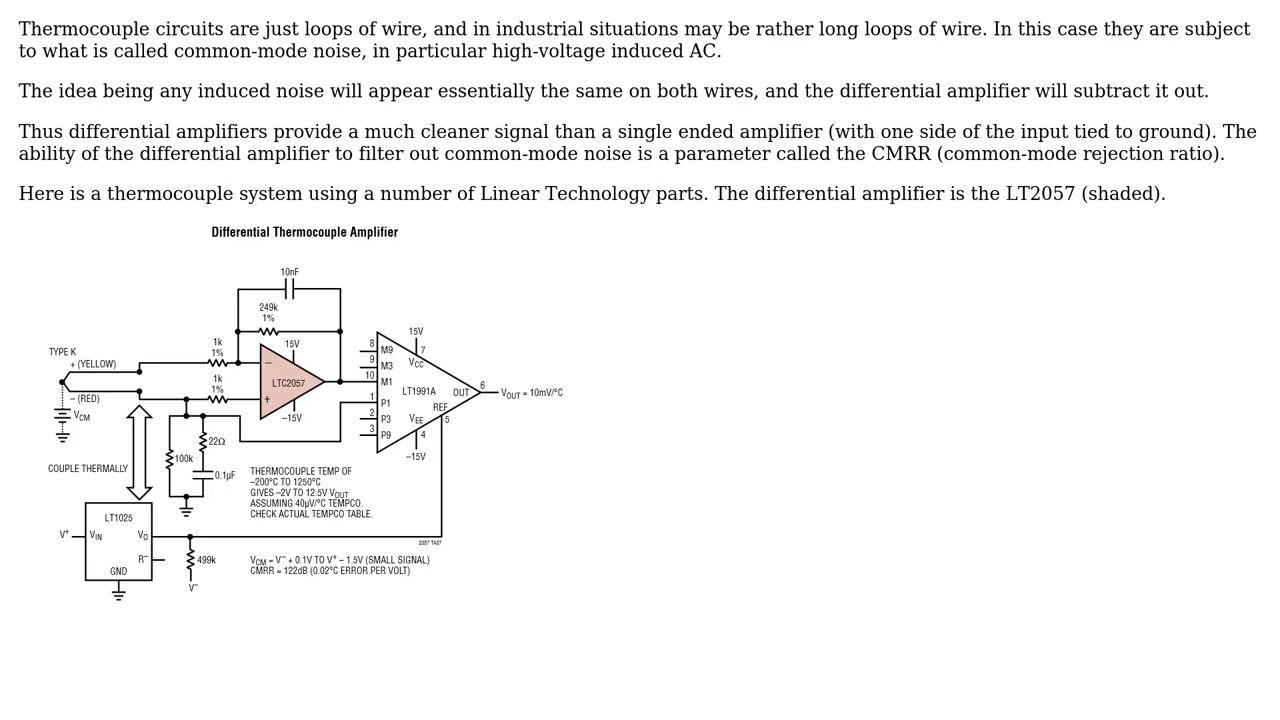 Thermocouple circuits are just loops of wire, and in industrial situations may be rather long loops of wire. In this case they are subject
to what is called common-mode noise, in particular high-voltage induced AC.
The idea being any induced noise will appear essentially the same on both wires, and the differential amplifier will subtract it out.
Thus differential amplifiers provide a much cleaner signal than a single ended amplifier (with one side of the input tied to ground). The
ability of the differential amplifier to filter out common-mode noise is a parameter called the CMRR (common-mode rejection ratio).
Here is a thermocouple system using a number of Linear Technology parts. The differential amplifier is the LT2057 (shaded).
Differential Thermocouple Amplifier
10nF
249k
1%
15V
8
M9
7
VCC
9
M3
10
M1
1k
1%
15V
TYPE K
+ (YELLOW)
–
LTC2057
1k
1%
+
–15V
– (RED)
VCM
LT1991A
OUT
6
VOUT = 10mV/°C
1
P1
REF
5
2
P3
VEE
3
P9
4
–15V
22Ω
100k
0.1µF
COUPLE THERMALLY
THERMOCOUPLE TEMP OF
–200°C TO 1250°C
GIVES –2V TO 12.5V VOUT
ASSUMING 40µV/°C TEMPCO.
CHECK ACTUAL TEMPCO TABLE.
LT1025
V+
VIN
VO
2057 TA07
R–
499k
GND
V–
VCM = V– + 0.1V TO V+ – 1.5V (SMALL SIGNAL)
CMRR = 122dB (0.02°C ERROR PER VOLT)